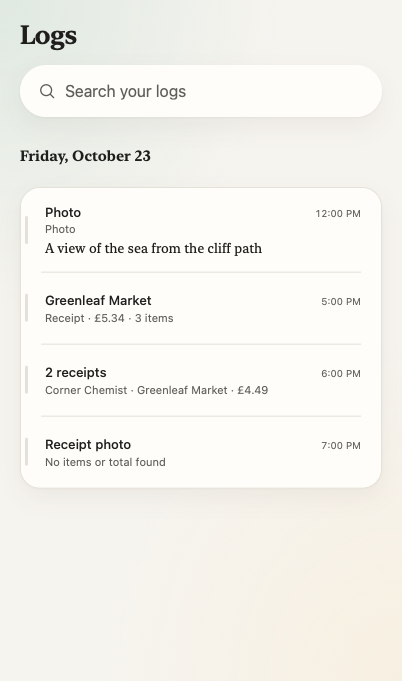 Logs
Search your logs
Friday, October 23
Photo 12:00 PM
Photo
A view of the sea from the cliff path
Greenleaf Market 5:00 PM
Receipt · £5.34 · 3 items
2 receipts 6:00 PM
Corner Chemist · Greenleaf Market · £4.49
Receipt photo 7:00 PM
No items or total found